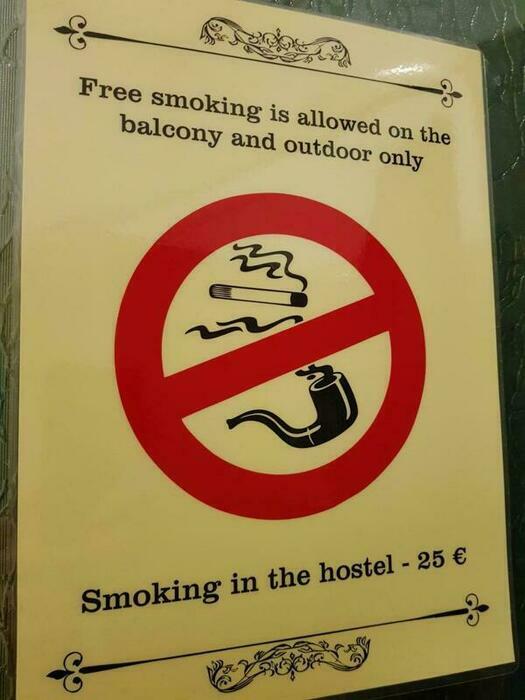 Free smoking is allowed on the
balcony and outdoor only
Smoking in the hostel - 25 €